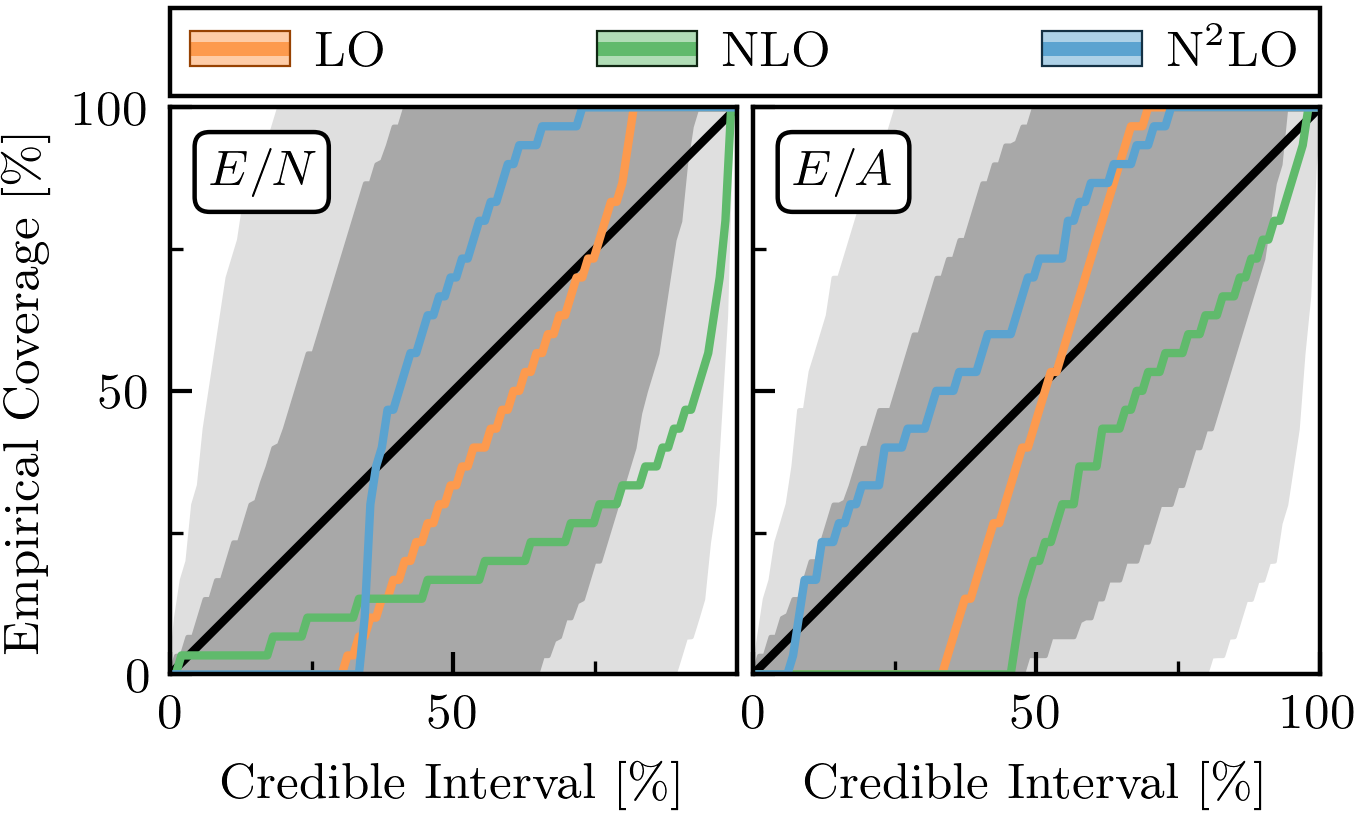 LO NLO N²LO
E/N E/A
Empirical Coverage [%]
100
50
0
0 50 0 50 100
Credible Interval [%] Credible Interval [%]